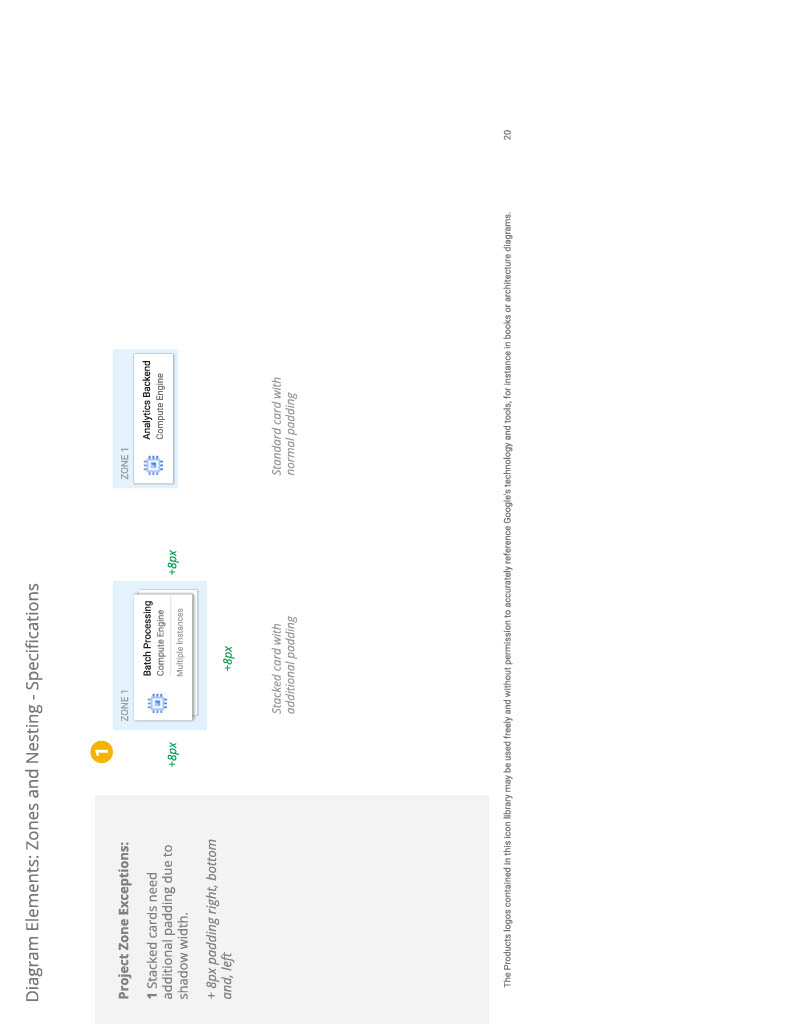 Diagram Elements: Zones and Nesting - Specifications
Project Zone Exceptions:
1 Stacked cards need
additional padding due to
shadow width.
+ 8px padding right, bottom
and, left
1
ZONE 1
Batch Processing
Compute Engine
Multiple Instances
+8px
+8px
+8px
Stacked card with
additional padding
ZONE 1
Analytics Backend
Compute Engine
Standard card with
normal padding
The Products logos contained in this icon library may be used freely and without permission to accurately reference Google's technology and tools, for instance in books or architecture diagrams.
20